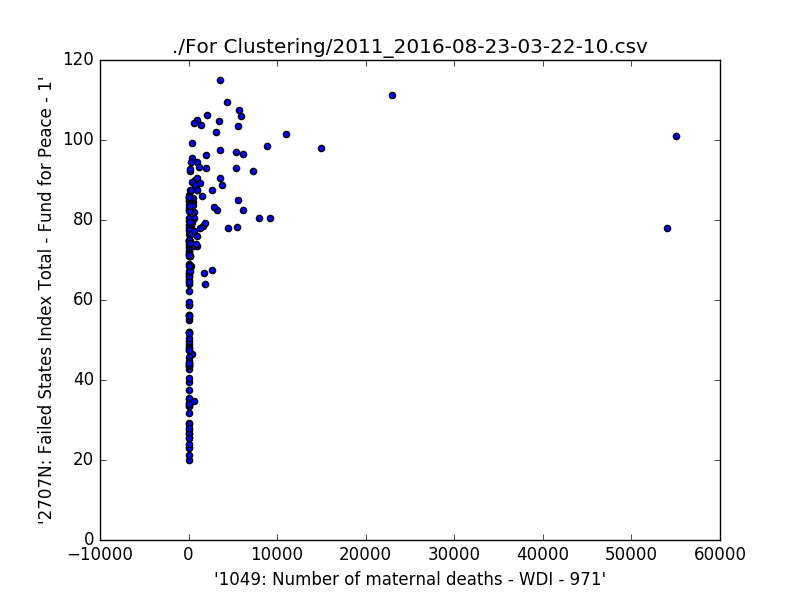 ./For Clustering/2011_2016-08-23-03-22-10.csv
'2707N: Failed States Index Total - Fund for Peace - 1'
120
100
80
60
40
20
0
−10000 0 10000 20000 30000 40000 50000 60000
'1049: Number of maternal deaths - WDI - 971'